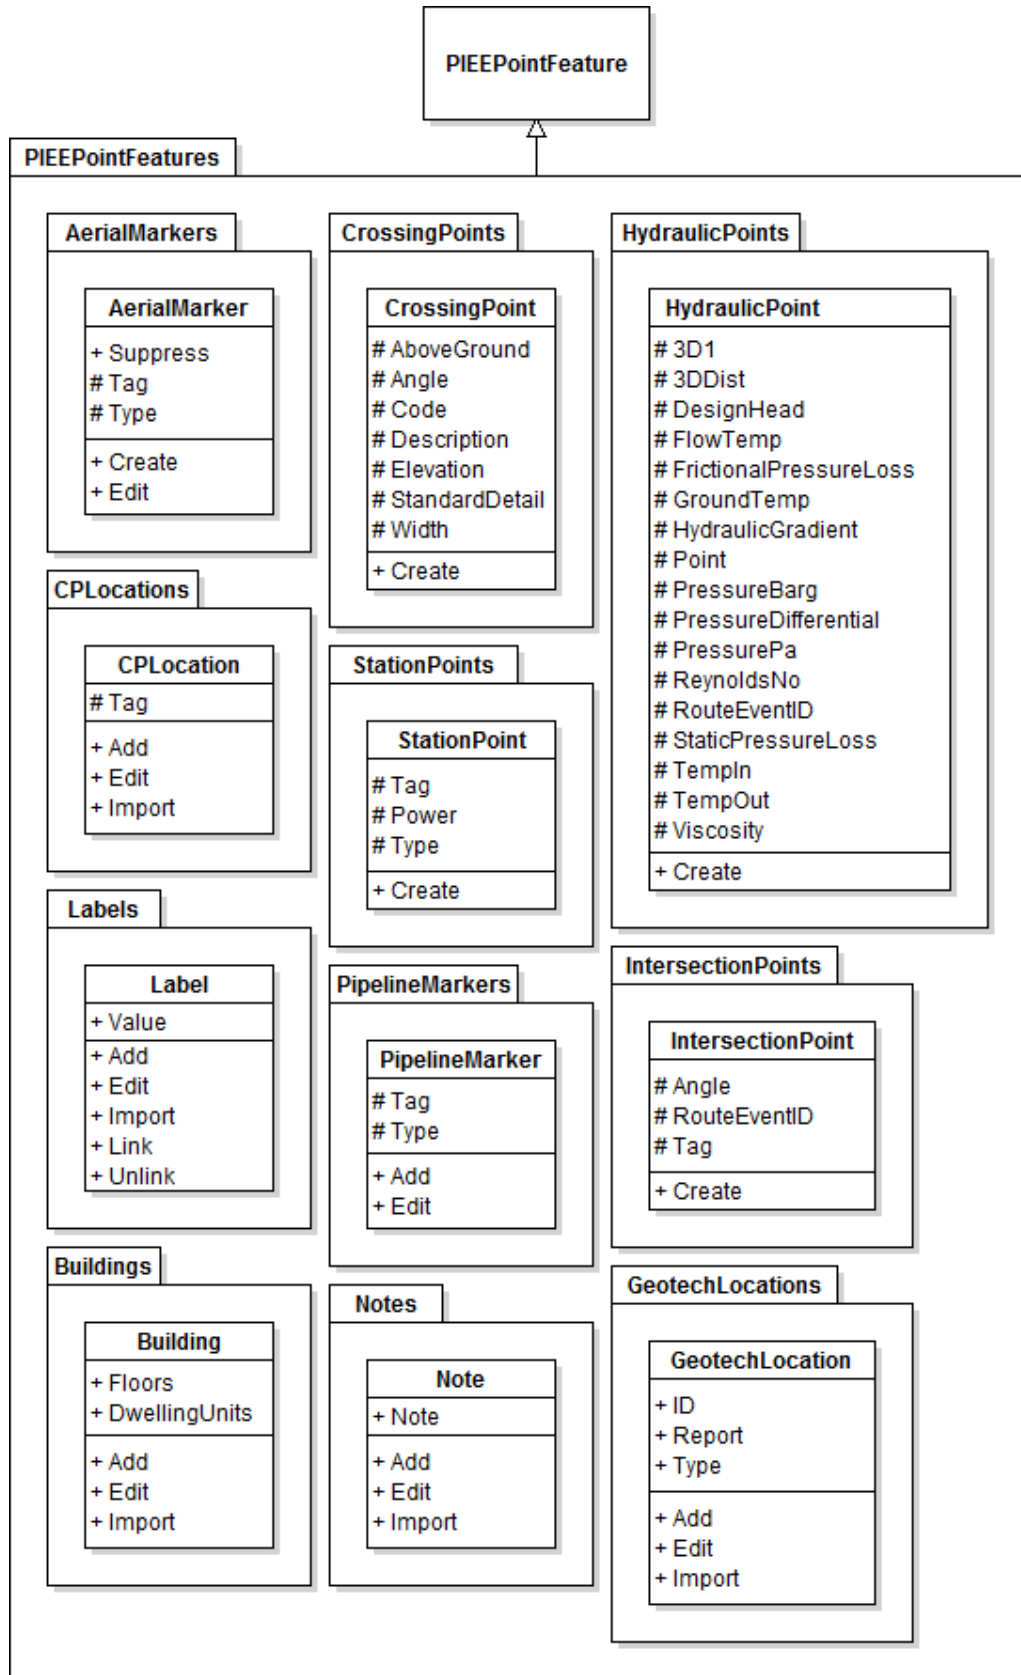 PIEEPointFeature
PIEEPointFeatures
AerialMarkers
AerialMarker
+ Suppress
# Tag
# Type
+ Create
+ Edit
CPLocations
CPLocation
# Tag
+ Add
+ Edit
+ Import
Labels
Label
+ Value
+ Add
+ Edit
+ Import
+ Link
+ Unlink
Buildings
Building
+ Floors
+ DwellingUnits
+ Add
+ Edit
+ Import
CrossingPoints
CrossingPoint
# AboveGround
# Angle
# Code
# Description
# Elevation
# StandardDetail
# Width
+ Create
StationPoints
StationPoint
# Tag
# Power
# Type
+ Create
PipelineMarkers
PipelineMarker
# Tag
# Type
+ Add
+ Edit
Notes
Note
+ Note
+ Add
+ Edit
+ Import
HydraulicPoints
HydraulicPoint
# 3D1
# 3DDist
# DesignHead
# FlowTemp
# FrictionalPressureLoss
# GroundTemp
# HydraulicGradient
# Point
# PressureBarg
# PressureDifferential
# PressurePa
# ReynoldsNo
# RouteEventID
# StaticPressureLoss
# TempIn
# TempOut
# Viscosity
+ Create
IntersectionPoints
IntersectionPoint
# Angle
# RouteEventID
# Tag
+ Create
GeotechLocations
GeotechLocation
+ ID
+ Report
+ Type
+ Add
+ Edit
+ Import